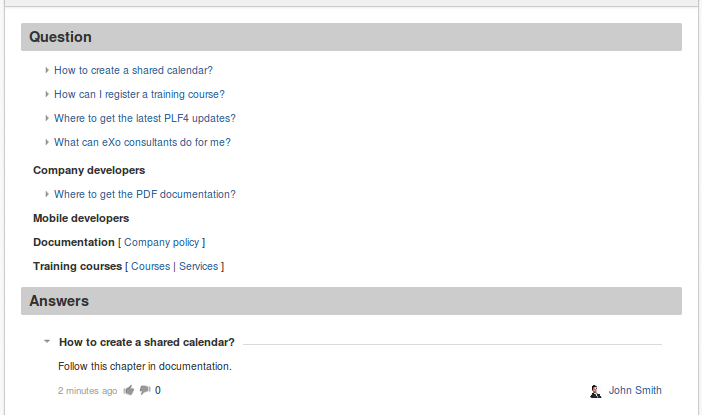 Question
How to create a shared calendar?
How can I register a training course?
Where to get the latest PLF4 updates?
What can eXo consultants do for me?
Company developers
Where to get the PDF documentation?
Mobile developers
Documentation [ Company policy ]
Training courses [ Courses | Services ]
Answers
How to create a shared calendar?
Follow this chapter in documentation.
2 minutes ago 0 John Smith